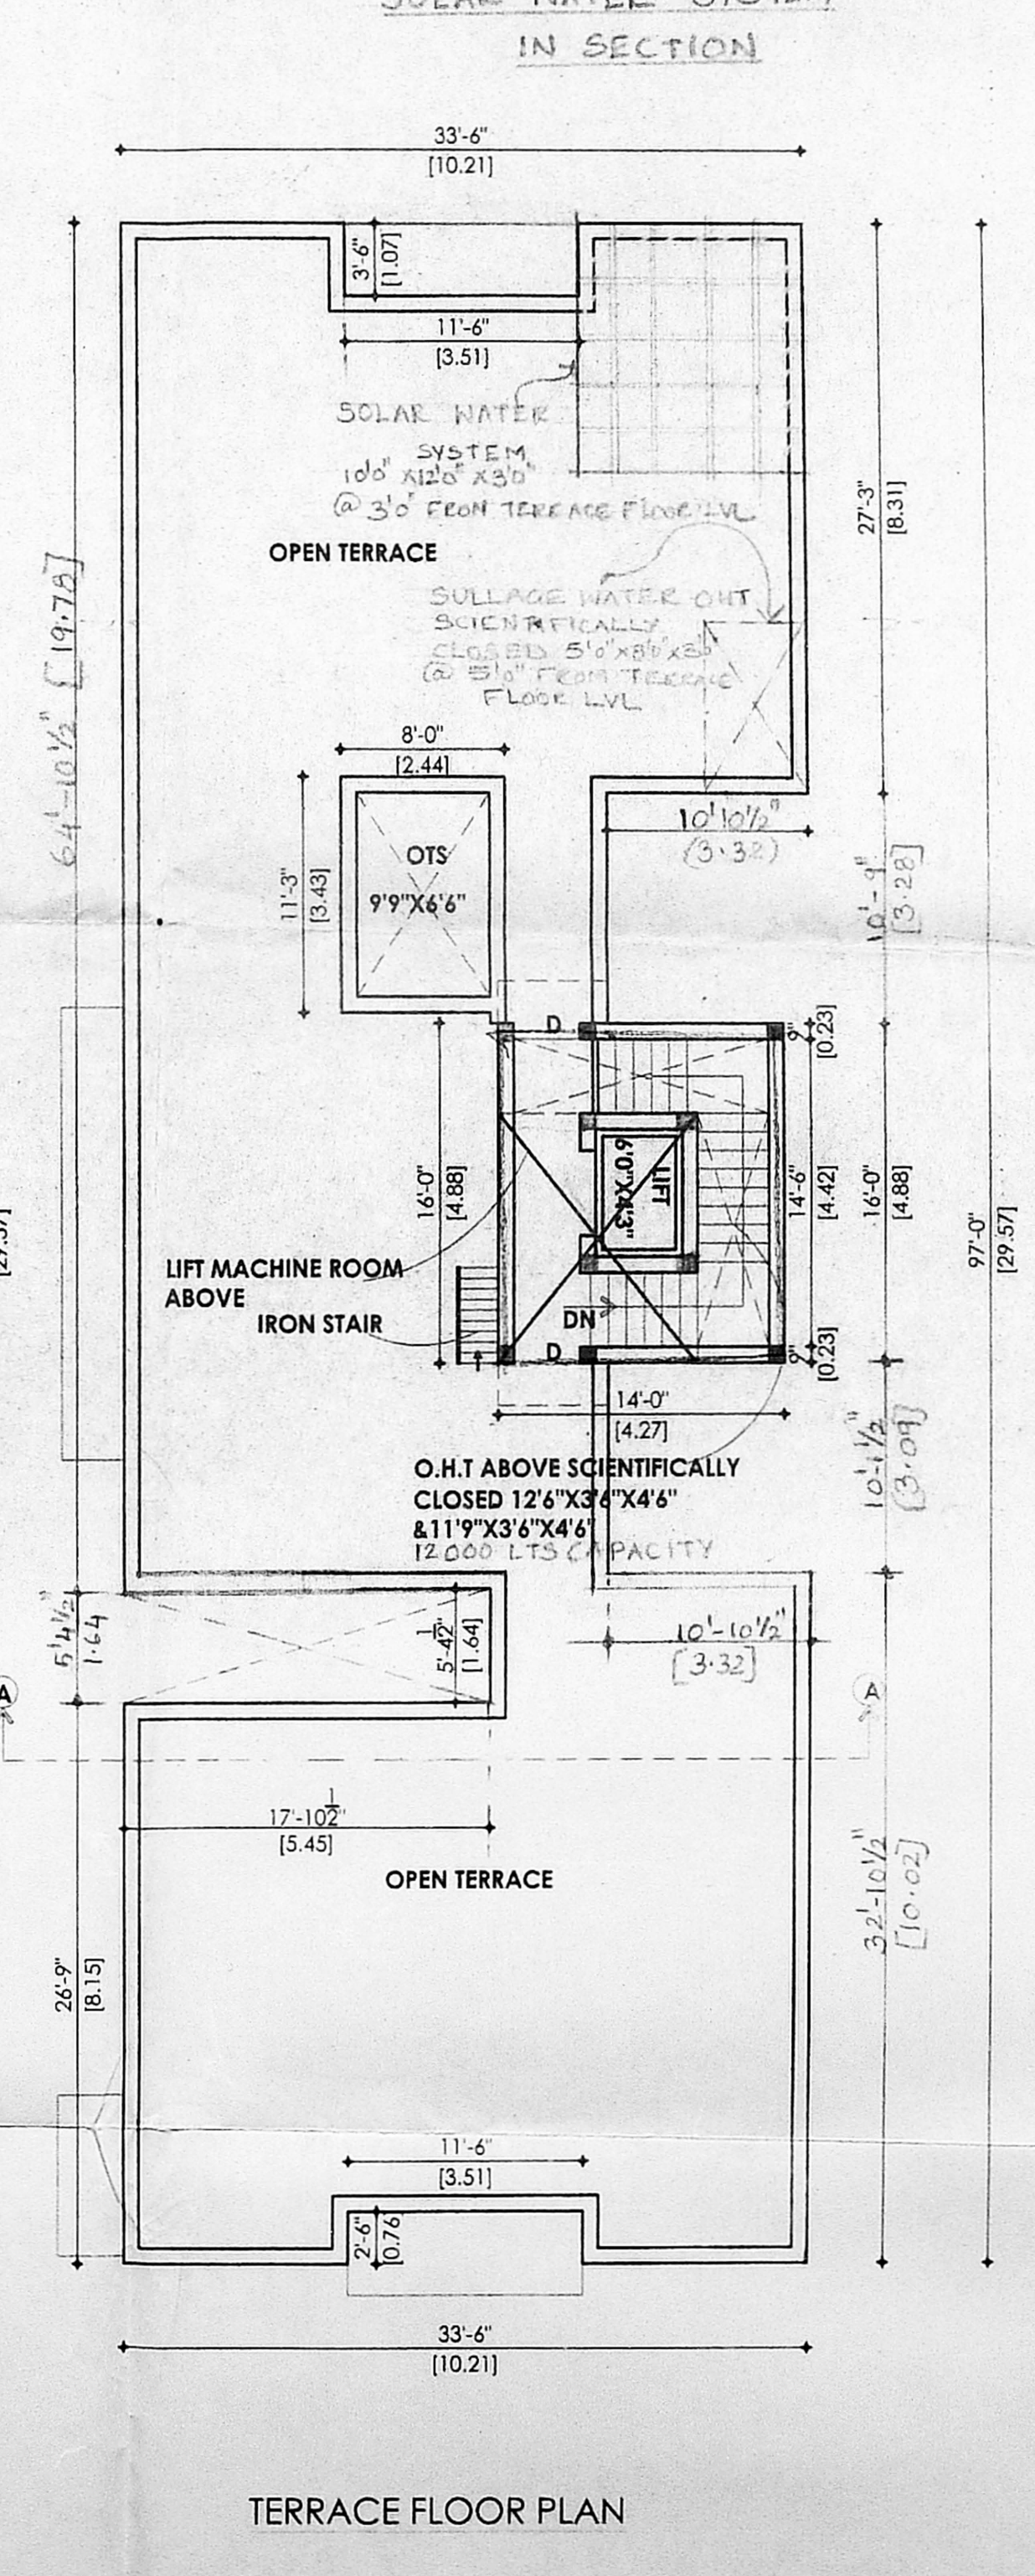 SOLAR WATER SYSTEM
IN SECTION
33'-6"
[10.21]
3'-6"
[1.07]
11'-6"
[3.51]
SOLAR WATER
SYSTEM
10'0" X12'0" X3'0"
@ 3'0" FROM TERRACE FLOOR LVL
OPEN TERRACE
27'-3"
[8.31]
64'-10½" [19.78]
SULLAGE WATER OHT
SCIENTIFICALLY
CLOSED 5'0"X8'0"X3'0"
@ 5'0" FROM TERRACE
FLOOR LVL
8'-0"
[2.44]
OTS
9'9"X6'6"
11'-3"
[3.43]
10'10½"
(3.32)
10'-9"
[3.28]
D
9"
[0.23]
16'-0"
[4.88]
LIFT
6'0"X4'3"
14'-6"
[4.42]
16'-0"
[4.88]
97'-0"
[29.57]
LIFT MACHINE ROOM
ABOVE
IRON STAIR
DN
D
9"
[0.23]
14'-0"
[4.27]
10'-1½"
(3.09)
O.H.T ABOVE SCIENTIFICALLY
CLOSED 12'6"X3'6"X4'6"
&11'9"X3'6"X4'6"
12000 LTS CAPACITY
5'4½"
1.64
5'-4½"
[1.64]
10'-10½"
[3.32]
A
A
17'-10½"
[5.45]
OPEN TERRACE
32'-10½"
[10.02]
26'-9"
[8.15]
11'-6"
[3.51]
2'-6"
[0.76
33'-6"
[10.21]
TERRACE FLOOR PLAN